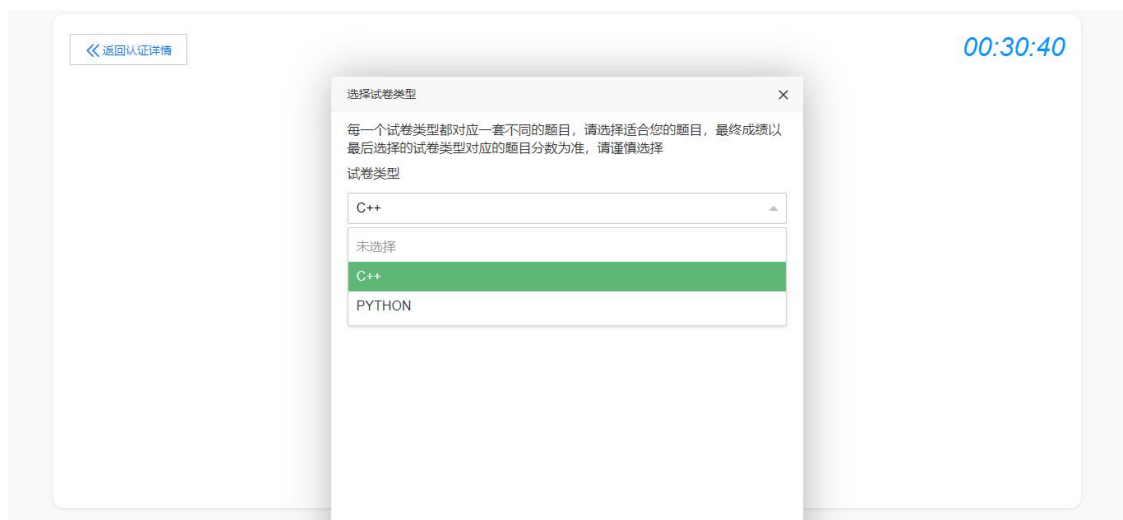 返回认证详情
00:30:40
选择试卷类型
每一个试卷类型都对应一套不同的题目，请选择适合您的题目，最终成绩以
最后选择的试卷类型对应的题目分数为准，请谨慎选择
试卷类型
C++
未选择
C++
PYTHON